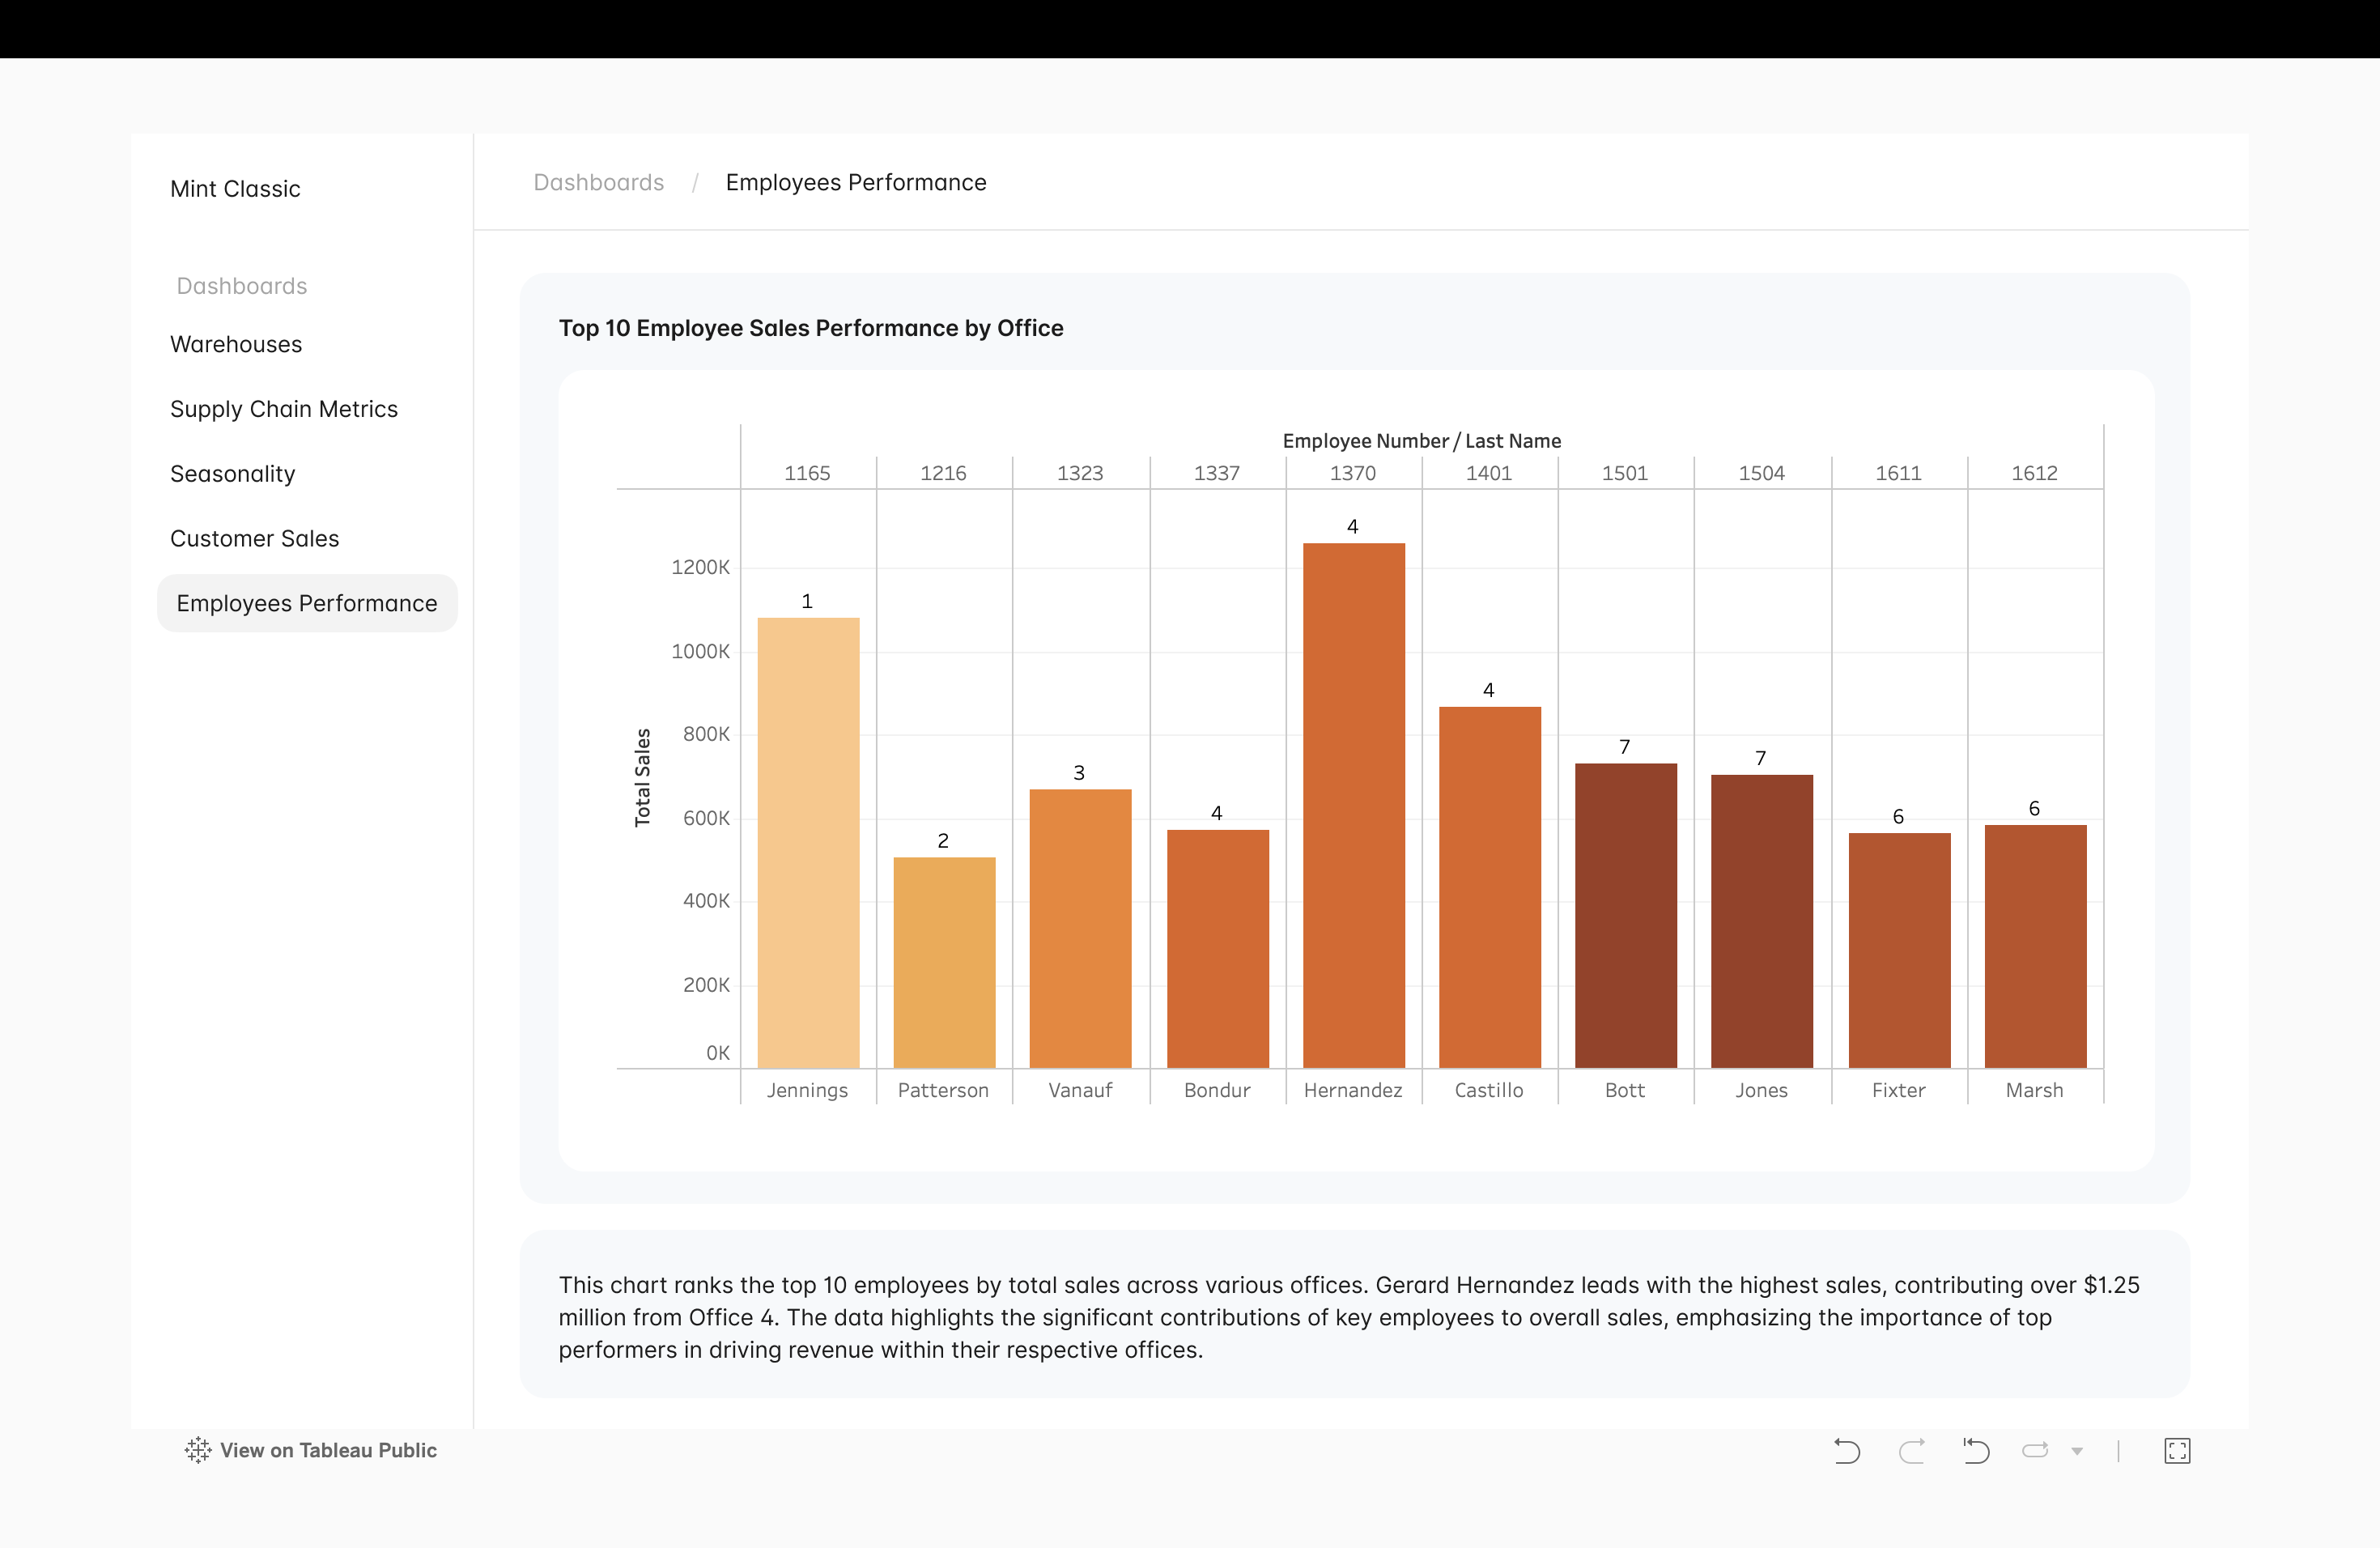 Mint Classic
Dashboards
Warehouses
Supply Chain Metrics
Seasonality
Customer Sales
Employees Performance
Dashboards / Employees Performance
Top 10 Employee Sales Performance by Office
Employee Number / Last Name
1165 1216 1323 1337 1370 1401 1501 1504 1611 1612
Total Sales
1200K
1000K
800K
600K
400K
200K
0K
1 2 3 4 4 4 7 7 6 6
Jennings Patterson Vanauf Bondur Hernandez Castillo Bott Jones Fixter Marsh
This chart ranks the top 10 employees by total sales across various offices. Gerard Hernandez leads with the highest sales, contributing over $1.25
million from Office 4. The data highlights the significant contributions of key employees to overall sales, emphasizing the importance of top
performers in driving revenue within their respective offices.
View on Tableau Public